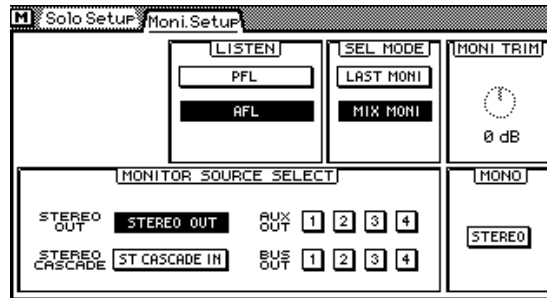 M Solo Setup Moni.Setup
LISTEN SEL MODE MONI TRIM
PFL LAST MONI
AFL MIX MONI
0 dB
MONITOR SOURCE SELECT MONO
STEREO OUT STEREO OUT AUX OUT 1 2 3 4
STEREO
STEREO CASCADE ST CASCADE IN BUS OUT 1 2 3 4